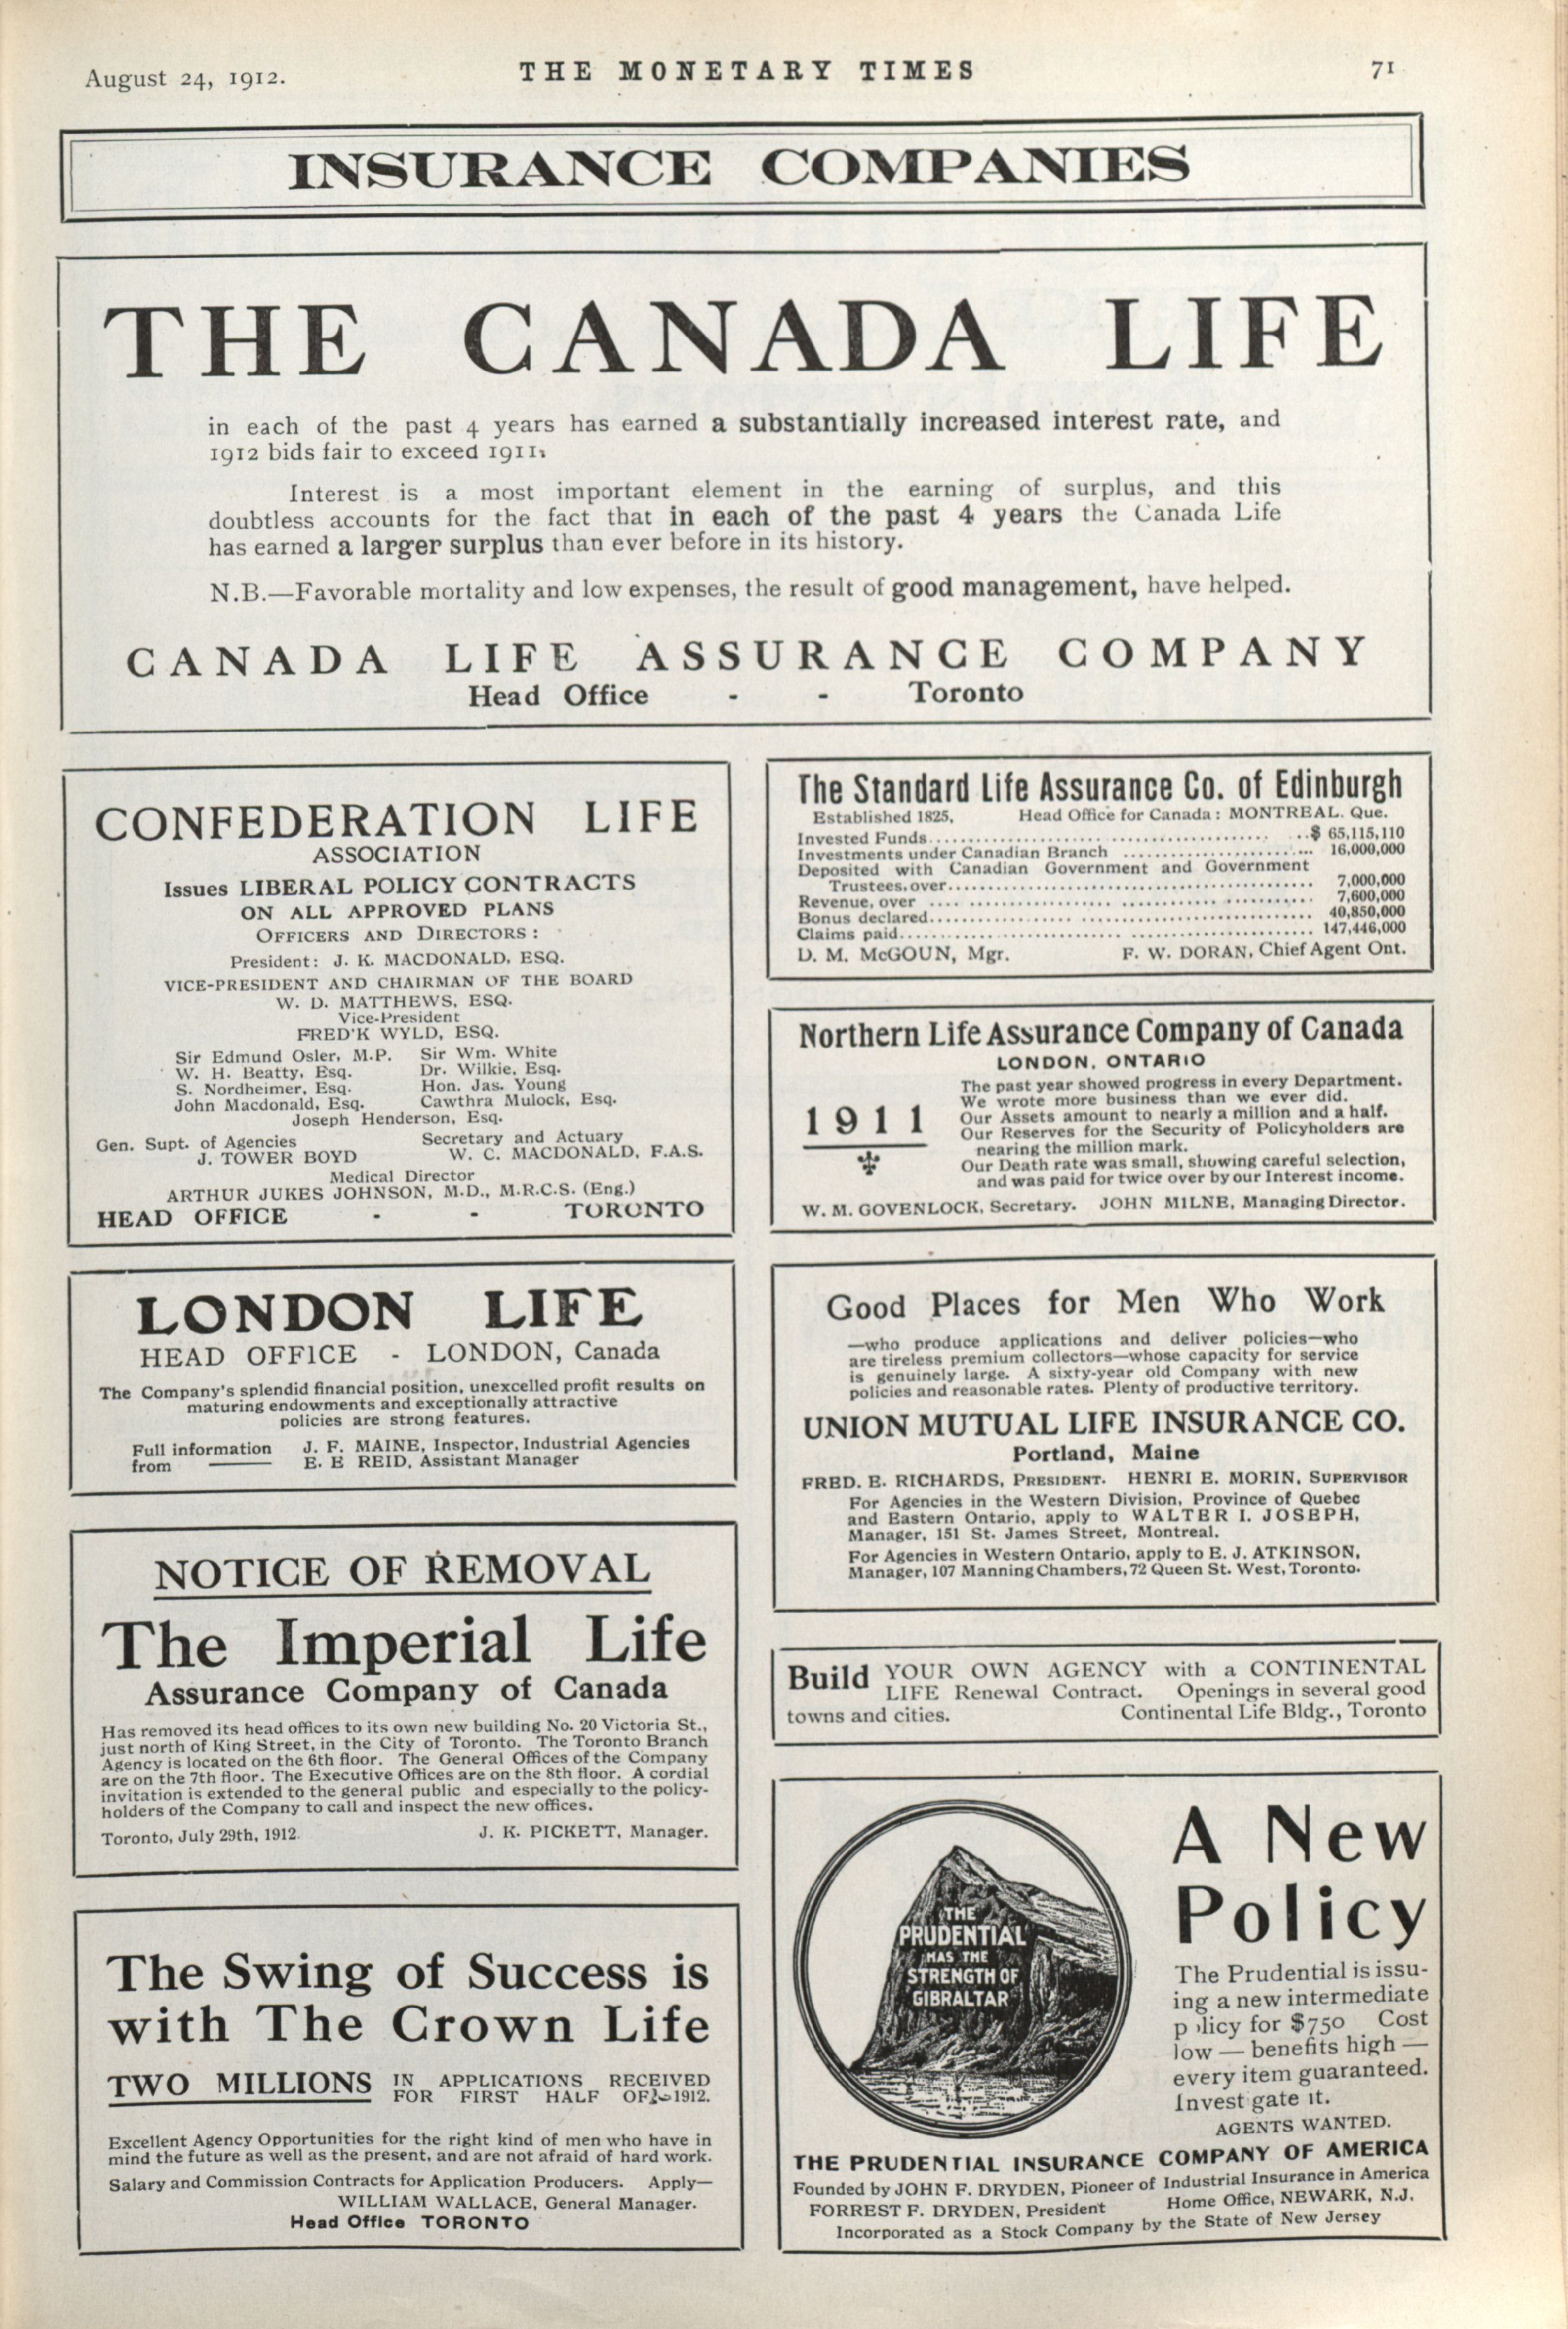 August 24, 1912.
THE MONETARY TIMES
71
INSURANCE COMPANIES
THE CANADA LIFE
in each of the past 4 years has earned a substantially increased interest rate, and
1912 bids fair to exceed 1911.
Interest is a most important element in the earning of surplus, and this
doubtless accounts for the fact that in each of the past 4 years the Canada Life
has earned a larger surplus than ever before in its history.
N.B.—Favorable mortality and low expenses, the result of good management, have helped.
CANADA LIFE ASSURANCE COMPANY
Head Office - - Toronto
CONFEDERATION LIFE
ASSOCIATION
Issues LIBERAL POLICY CONTRACTS
ON ALL APPROVED PLANS
OFFICERS AND DIRECTORS:
President: J. K. MACDONALD, ESQ.
VICE-PRESIDENT AND CHAIRMAN OF THE BOARD
W. D. MATTHEWS, ESQ.
Vice-President
FRED'K WYLD, ESQ.
Sir Edmund Osler, M.P. Sir Wm. White
W. H. Beatty, Esq. Dr. Wilkie, Esq.
S. Nordheimer, Esq. Hon. Jas. Young
John Macdonald, Esq. Cawthra Mulock, Esq.
Joseph Henderson, Esq.
Gen. Supt. of Agencies Secretary and Actuary
J. TOWER BOYD W. C. MACDONALD, F.A.S.
Medical Director
ARTHUR JUKES JOHNSON, M.D., M.R.C.S. (Eng.)
HEAD OFFICE - - TORONTO
LONDON LIFE
HEAD OFFICE - LONDON, Canada
The Company's splendid financial position, unexcelled profit results on
maturing endowments and exceptionally attractive
policies are strong features.
Full information J. F. MAINE, Inspector, Industrial Agencies
from E. E REID, Assistant Manager
NOTICE OF REMOVAL
The Imperial Life
Assurance Company of Canada
Has removed its head offices to its own new building No. 20 Victoria St.,
just north of King Street, in the City of Toronto. The Toronto Branch
Agency is located on the 6th floor. The General Offices of the Company
are on the 7th floor. The Executive Offices are on the 8th floor. A cordial
invitation is extended to the general public and especially to the policy-
holders of the Company to call and inspect the new offices.
Toronto, July 29th, 1912. J. K. PICKETT, Manager.
The Swing of Success is
with The Crown Life
TWO MILLIONS IN APPLICATIONS RECEIVED
FOR FIRST HALF OF 1912.
Excellent Agency Opportunities for the right kind of men who have in
mind the future as well as the present, and are not afraid of hard work.
Salary and Commission Contracts for Application Producers. Apply—
WILLIAM WALLACE, General Manager.
Head Office TORONTO
The Standard Life Assurance Co. of Edinburgh
Established 1825. Head Office for Canada: MONTREAL, Que.
Invested Funds................................................$ 65,115,110
Investments under Canadian Branch ........................ 16,000,000
Deposited with Canadian Government and Government
Trustees, over................................................ 7,000,000
Revenue, over ................................................ 7,600,000
Bonus declared................................................ 40,850,000
Claims paid................................................ 147,446,000
D. M. McGOUN, Mgr. F. W. DORAN, Chief Agent Ont.
Northern Life Assurance Company of Canada
LONDON, ONTARIO
1911
The past year showed progress in every Department.
We wrote more business than we ever did.
Our Assets amount to nearly a million and a half.
Our Reserves for the Security of Policyholders are
nearing the million mark.
Our Death rate was small, showing careful selection,
and was paid for twice over by our Interest income.
W. M. GOVENLOCK, Secretary. JOHN MILNE, Managing Director.
Good Places for Men Who Work
—who produce applications and deliver policies—who
are tireless premium collectors—whose capacity for service
is genuinely large. A sixty-year old Company with new
policies and reasonable rates. Plenty of productive territory.
UNION MUTUAL LIFE INSURANCE CO.
Portland, Maine
FRED. E. RICHARDS, PRESIDENT. HENRI E. MORIN, SUPERVISOR
For Agencies in the Western Division, Province of Quebec
and Eastern Ontario, apply to WALTER I. JOSEPH,
Manager, 151 St. James Street, Montreal.
For Agencies in Western Ontario, apply to E. J. ATKINSON,
Manager, 107 Manning Chambers, 72 Queen St. West, Toronto.
Build YOUR OWN AGENCY with a CONTINENTAL
LIFE Renewal Contract. Openings in several good
towns and cities. Continental Life Bldg., Toronto
THE
PRUDENTIAL
HAS THE
STRENGTH OF
GIBRALTAR
A New
Policy
The Prudential is issu-
ing a new intermediate
p licy for $750 Cost
low — benefits high —
every item guaranteed.
Investigate it.
AGENTS WANTED.
THE PRUDENTIAL INSURANCE COMPANY OF AMERICA
Founded by JOHN F. DRYDEN, Pioneer of Industrial Insurance in America
FORREST F. DRYDEN, President Home Office, NEWARK, N.J.
Incorporated as a Stock Company by the State of New Jersey